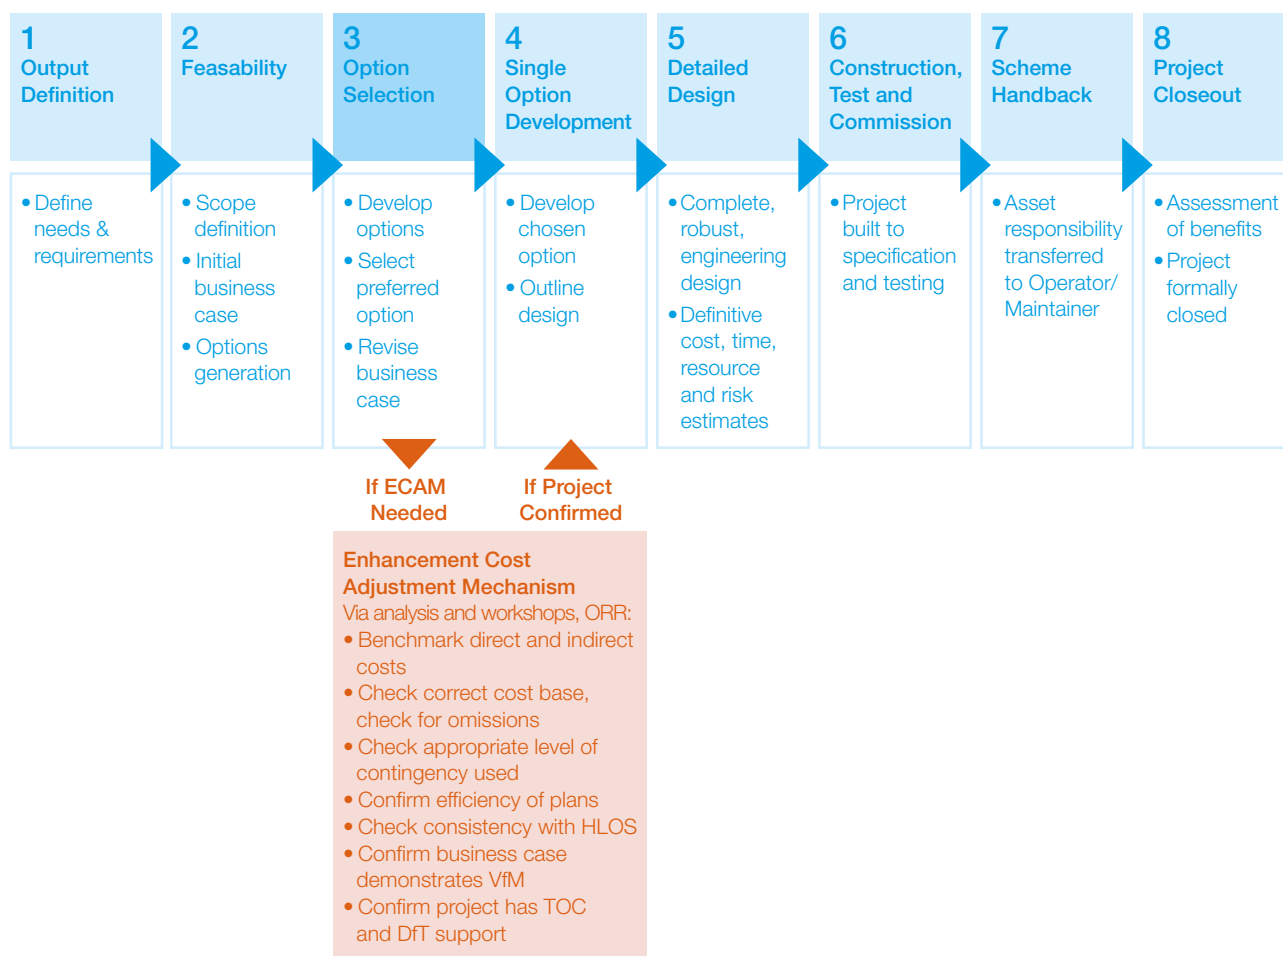 1
Output
Definition
2
Feasability
3
Option
Selection
4
Single
Option
Development
5
Detailed
Design
6
Construction,
Test and
Commission
7
Scheme
Handback
8
Project
Closeout
• Define
needs &
requirements
• Scope
definition
• Initial
business
case
• Options
generation
• Develop
options
• Select
preferred
option
• Revise
business
case
• Develop
chosen
option
• Outline
design
• Complete,
robust,
engineering
design
• Definitive
cost, time,
resource
and risk
estimates
• Project
built to
specification
and testing
• Asset
responsibility
transferred
to Operator/
Maintainer
• Assessment
of benefits
• Project
formally
closed
If ECAM
Needed
If Project
Confirmed
Enhancement Cost
Adjustment Mechanism
Via analysis and workshops, ORR:
• Benchmark direct and indirect
costs
• Check correct cost base,
check for omissions
• Check appropriate level of
contingency used
• Confirm efficiency of plans
• Check consistency with HLOS
• Confirm business case
demonstrates VfM
• Confirm project has TOC
and DfT support